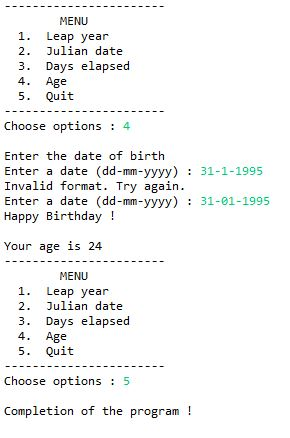 -----------------------
MENU
1. Leap year
2. Julian date
3. Days elapsed
4. Age
5. Quit
-----------------------
Choose options : 4
Enter the date of birth
Enter a date (dd-mm-yyyy) : 31-1-1995
Invalid format. Try again.
Enter a date (dd-mm-yyyy) : 31-01-1995
Happy Birthday !
Your age is 24
-----------------------
MENU
1. Leap year
2. Julian date
3. Days elapsed
4. Age
5. Quit
-----------------------
Choose options : 5
Completion of the program !